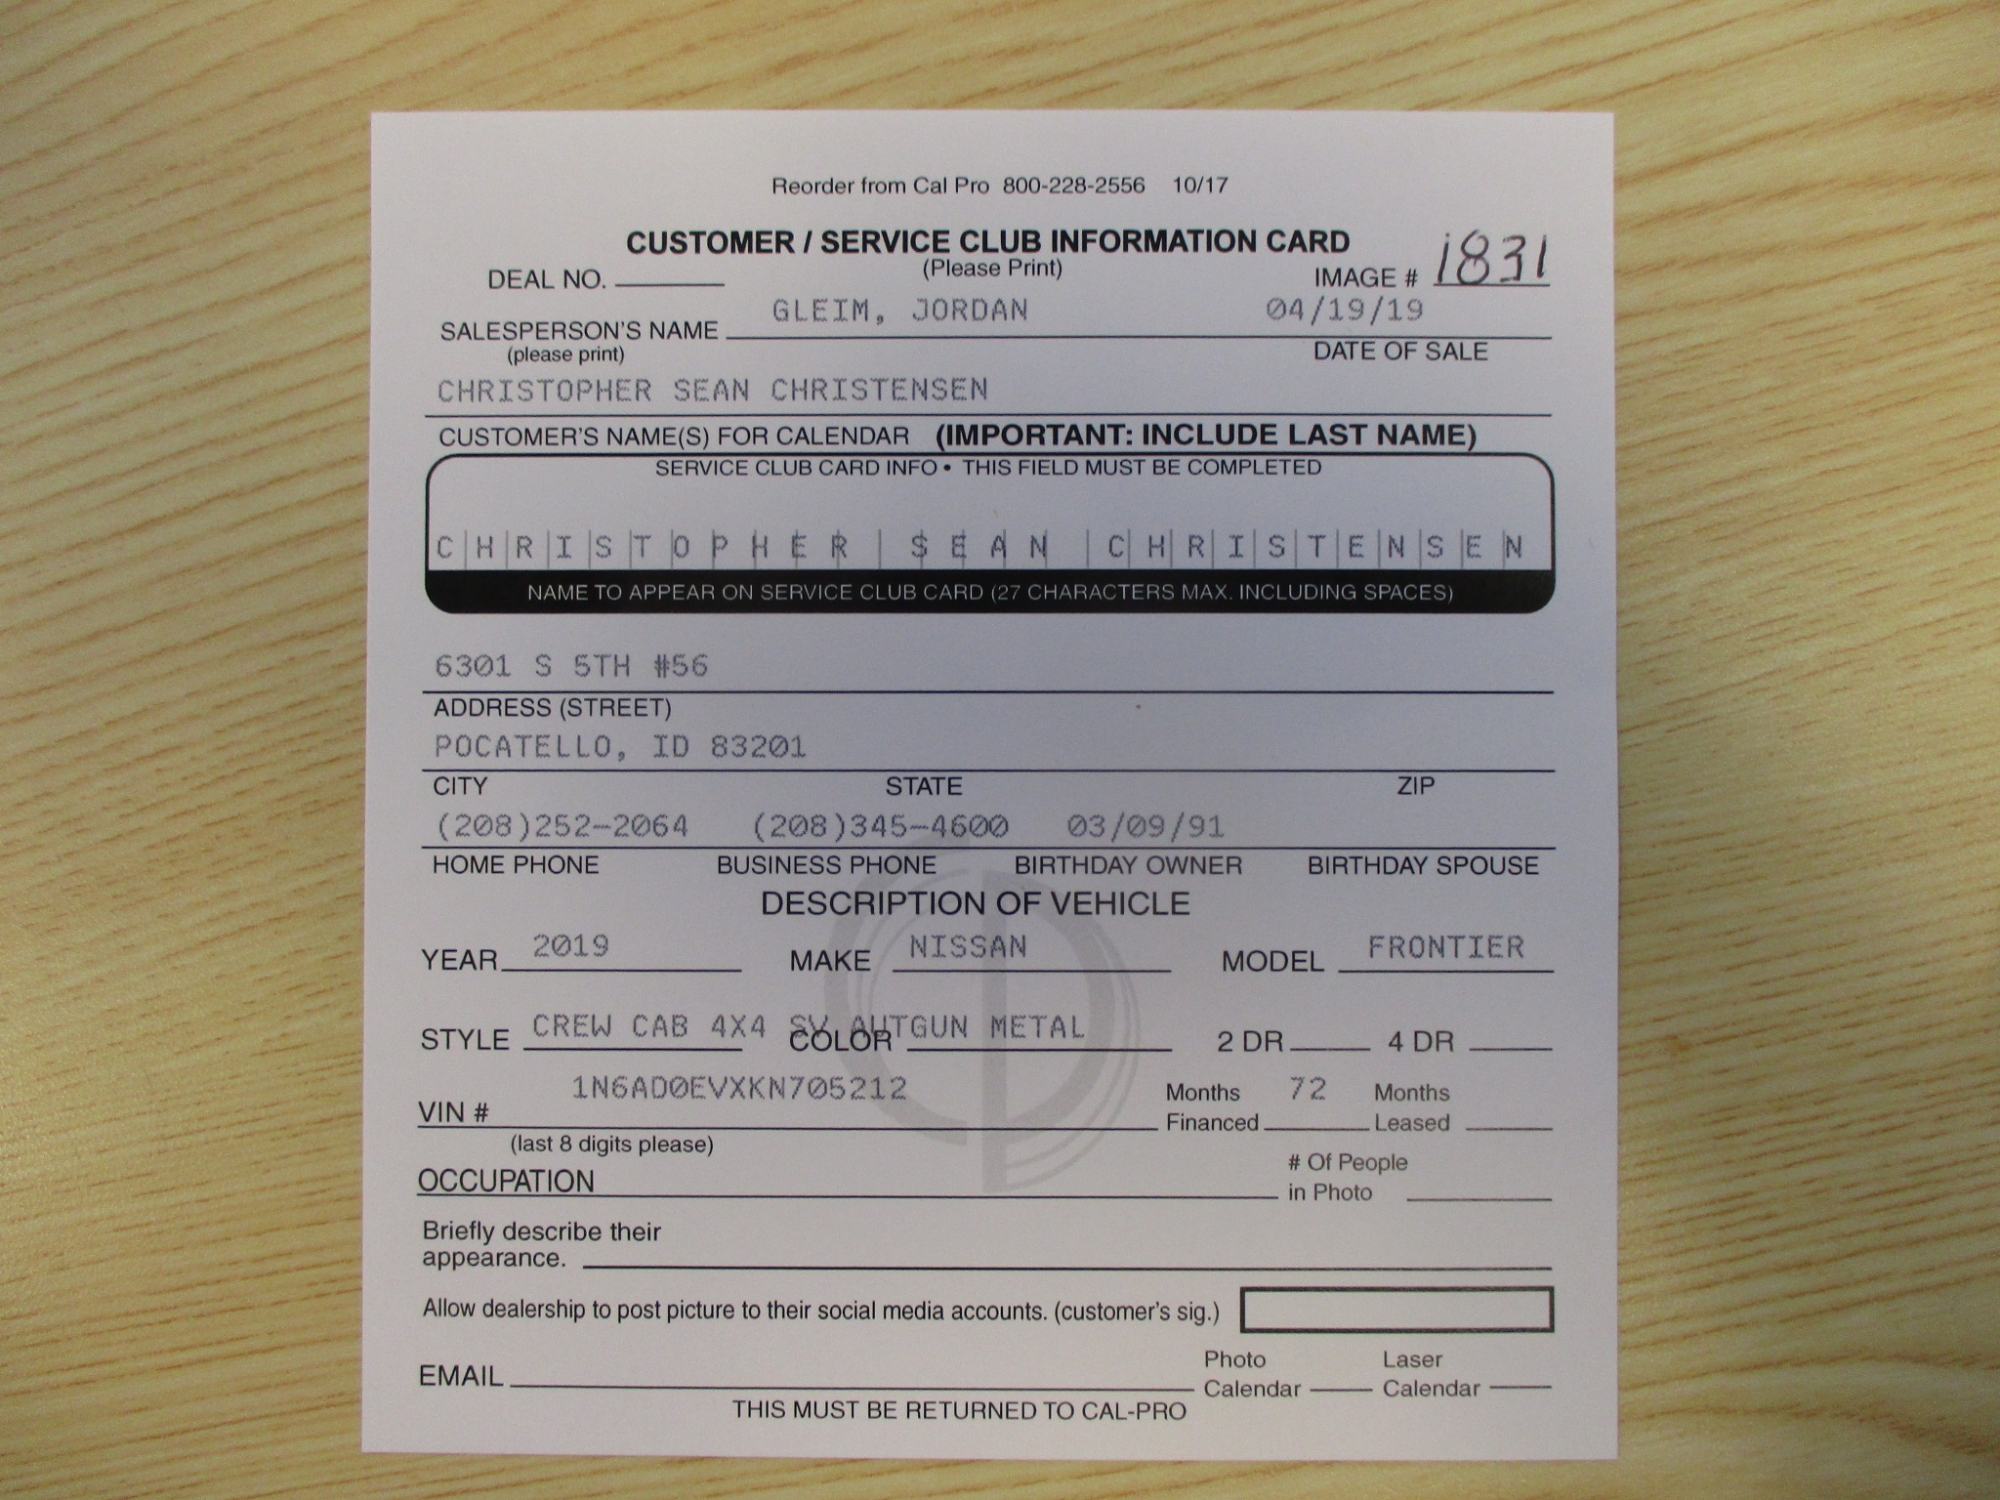 Reorder from Cal Pro 800-228-2556 10/17
CUSTOMER / SERVICE CLUB INFORMATION CARD
(Please Print)
DEAL NO. IMAGE # 1831
GLEIM, JORDAN 04/19/19
SALESPERSON'S NAME
(please print) DATE OF SALE
CHRISTOPHER SEAN CHRISTENSEN
CUSTOMER'S NAME(S) FOR CALENDAR (IMPORTANT: INCLUDE LAST NAME)
SERVICE CLUB CARD INFO • THIS FIELD MUST BE COMPLETED
CHRISTOPHER SEAN CHRISTENSEN
NAME TO APPEAR ON SERVICE CLUB CARD (27 CHARACTERS MAX. INCLUDING SPACES)
6301 S 5TH #56
ADDRESS (STREET)
POCATELLO, ID 83201
CITY STATE ZIP
(208)252-2064 (208)345-4600 03/09/91
HOME PHONE BUSINESS PHONE BIRTHDAY OWNER BIRTHDAY SPOUSE
DESCRIPTION OF VEHICLE
YEAR 2019 MAKE NISSAN MODEL FRONTIER
STYLE CREW CAB 4X4 SV AUTGUN METAL COLOR 2 DR 4 DR
VIN # 1N6AD0EVXKN705212 Months Financed 72 Months Leased
(last 8 digits please)
OCCUPATION # Of People in Photo
Briefly describe their
appearance.
Allow dealership to post picture to their social media accounts. (customer's sig.)
EMAIL Photo Calendar Laser Calendar
THIS MUST BE RETURNED TO CAL-PRO